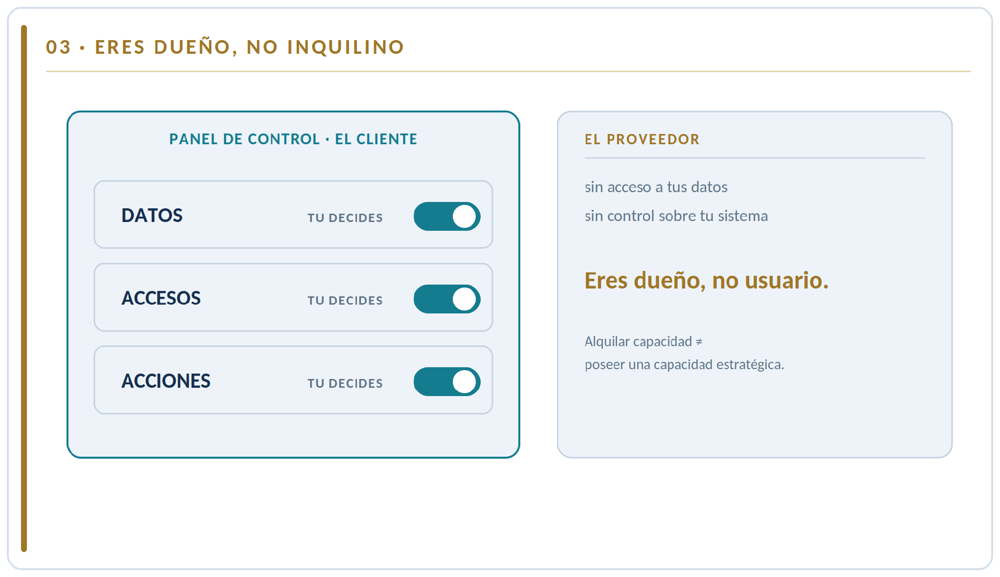 03 · ERES DUEÑO, NO INQUILINO
PANEL DE CONTROL · EL CLIENTE
DATOS TU DECIDES
ACCESOS TU DECIDES
ACCIONES TU DECIDES
EL PROVEEDOR
sin acceso a tus datos
sin control sobre tu sistema
Eres dueño, no usuario.
Alquilar capacidad ≠
poseer una capacidad estratégica.